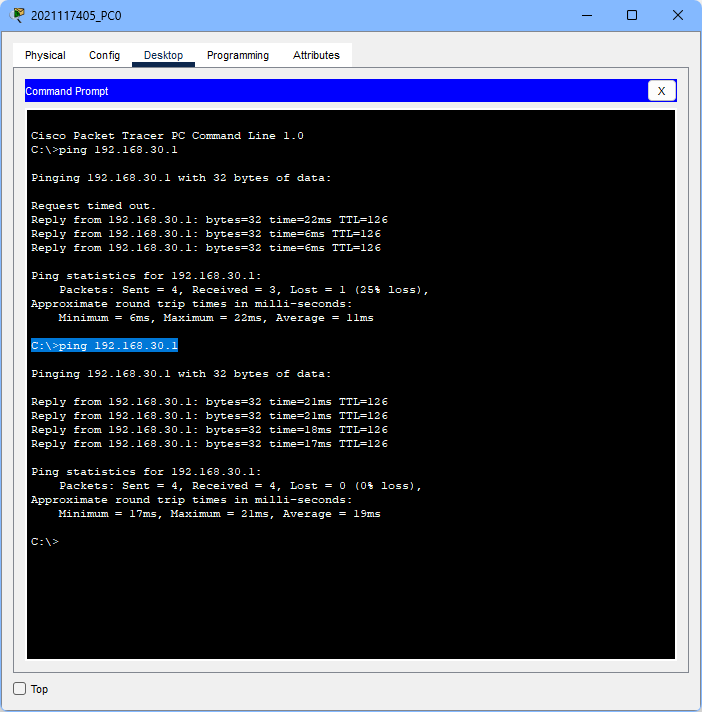 2021117405_PC0
Physical Config Desktop Programming Attributes
Command Prompt X
Cisco Packet Tracer PC Command Line 1.0
C:\>ping 192.168.30.1
Pinging 192.168.30.1 with 32 bytes of data:
Request timed out.
Reply from 192.168.30.1: bytes=32 time=22ms TTL=126
Reply from 192.168.30.1: bytes=32 time=6ms TTL=126
Reply from 192.168.30.1: bytes=32 time=6ms TTL=126
Ping statistics for 192.168.30.1:
    Packets: Sent = 4, Received = 3, Lost = 1 (25% loss),
Approximate round trip times in milli-seconds:
    Minimum = 6ms, Maximum = 22ms, Average = 11ms
C:\>ping 192.168.30.1
Pinging 192.168.30.1 with 32 bytes of data:
Reply from 192.168.30.1: bytes=32 time=21ms TTL=126
Reply from 192.168.30.1: bytes=32 time=21ms TTL=126
Reply from 192.168.30.1: bytes=32 time=18ms TTL=126
Reply from 192.168.30.1: bytes=32 time=17ms TTL=126
Ping statistics for 192.168.30.1:
    Packets: Sent = 4, Received = 4, Lost = 0 (0% loss),
Approximate round trip times in milli-seconds:
    Minimum = 17ms, Maximum = 21ms, Average = 19ms
C:\>
Top